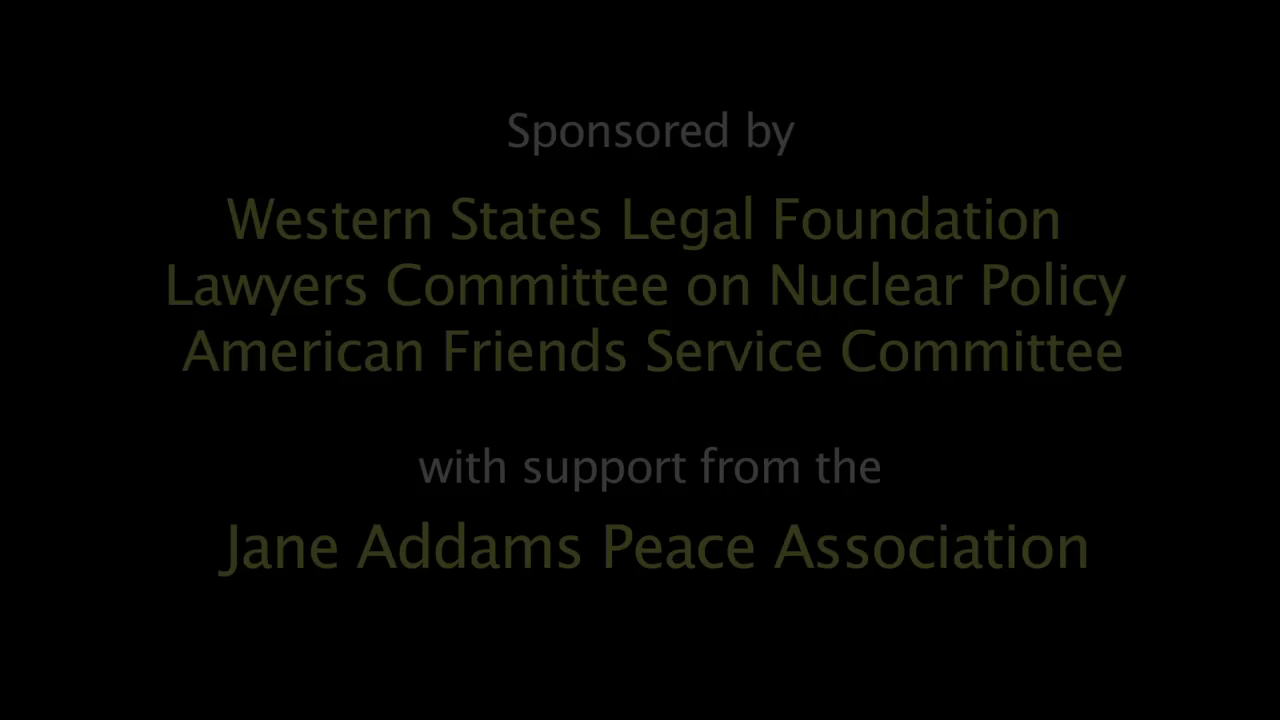 Sponsored by
Western States Legal Foundation
Lawyers Committee on Nuclear Policy
American Friends Service Committee
with support from the
Jane Addams Peace Association